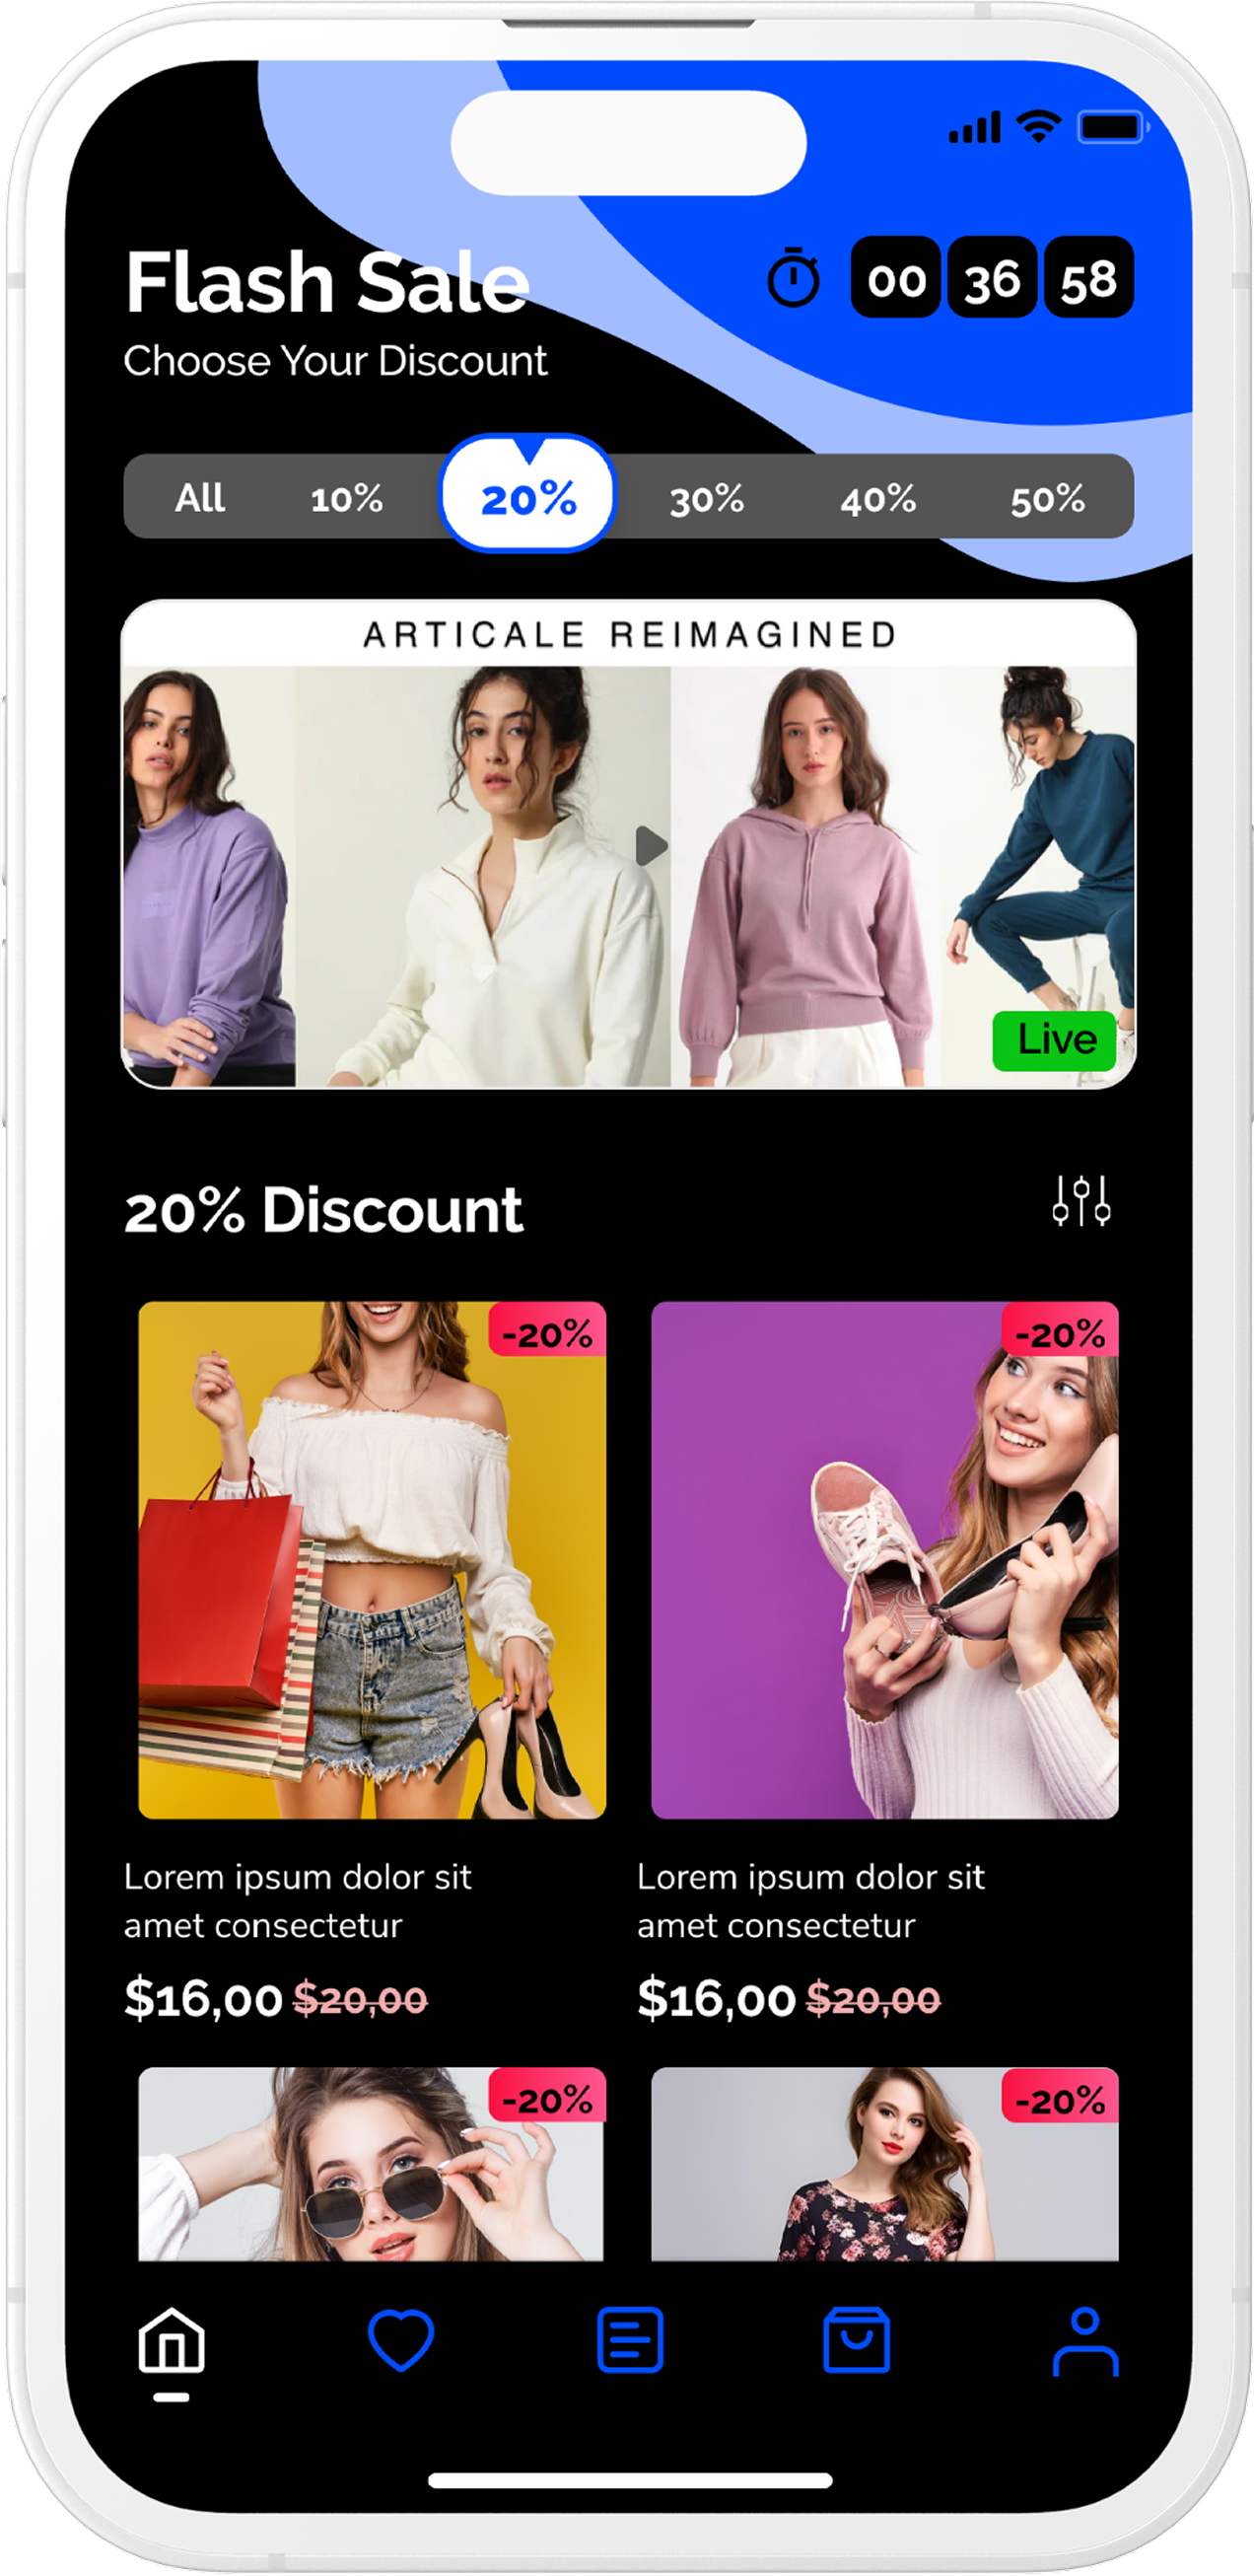 Flash Sale
00 36 58
Choose Your Discount
All 10% 20% 30% 40% 50%
ARTICALE REIMAGINED
Live
20% Discount
-20%
-20%
Lorem ipsum dolor sit
amet consectetur
$16,00 $20,00
Lorem ipsum dolor sit
amet consectetur
$16,00 $20,00
-20%
-20%